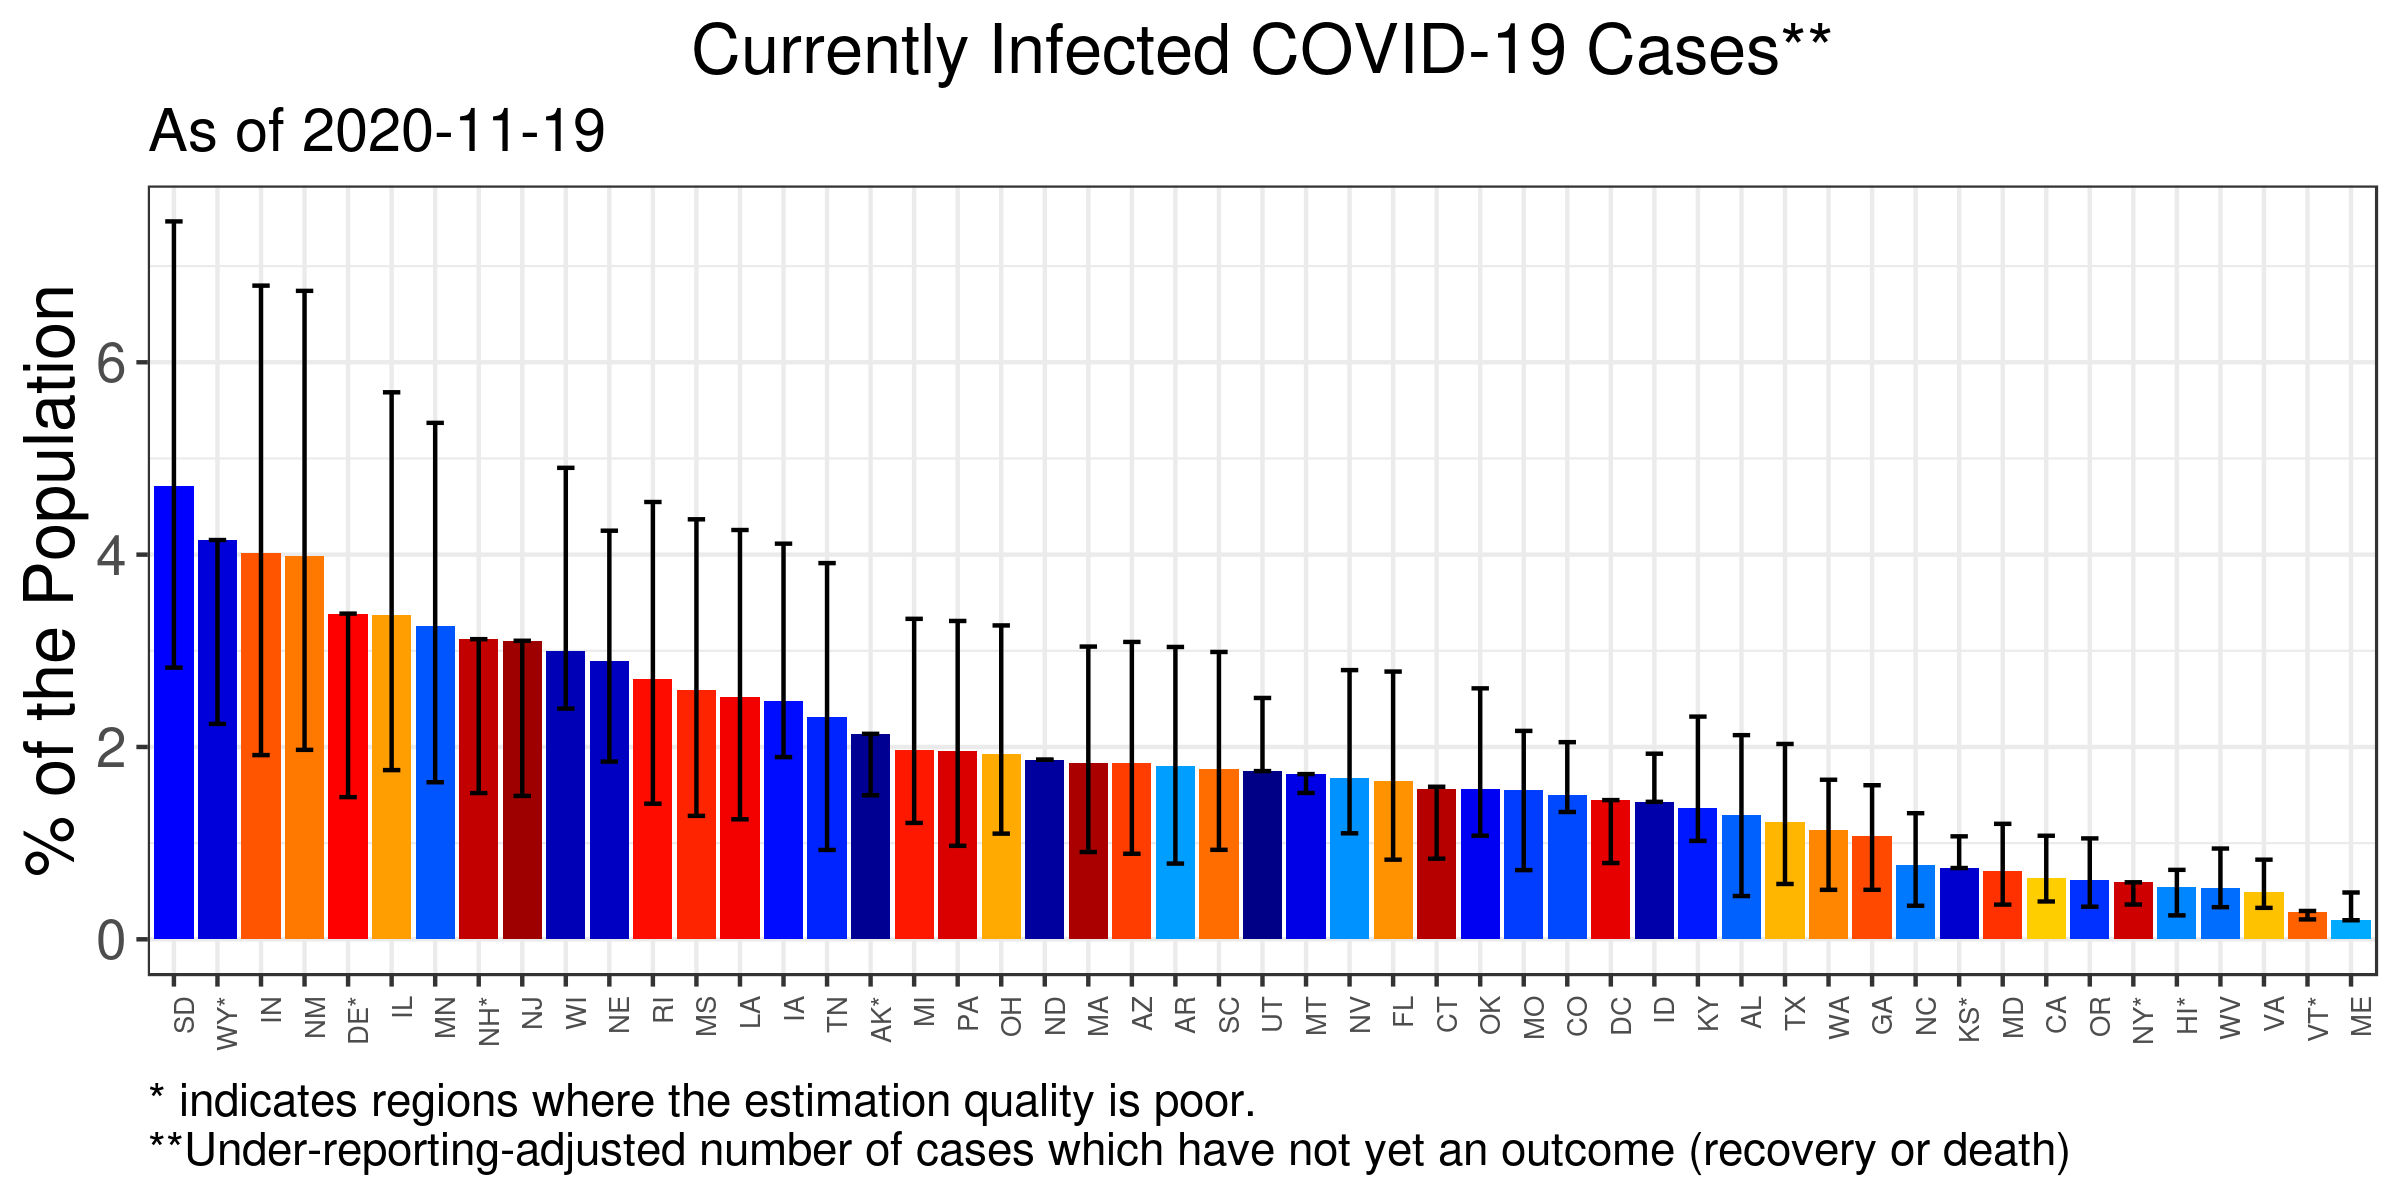 Currently Infected COVID-19 Cases**
As of 2020-11-19
% of the Population
6
4
2
0
SD WY* IN NM DE* IL MN NH* NJ WI NE RI MS LA IA TN AK* MI PA OH ND MA AZ AR SC UT MT NV FL CT OK MO CO DC ID KY AL TX WA GA NC KS* MD CA OR NY* HI* WV VA VT* ME
* indicates regions where the estimation quality is poor.
**Under-reporting-adjusted number of cases which have not yet an outcome (recovery or death)